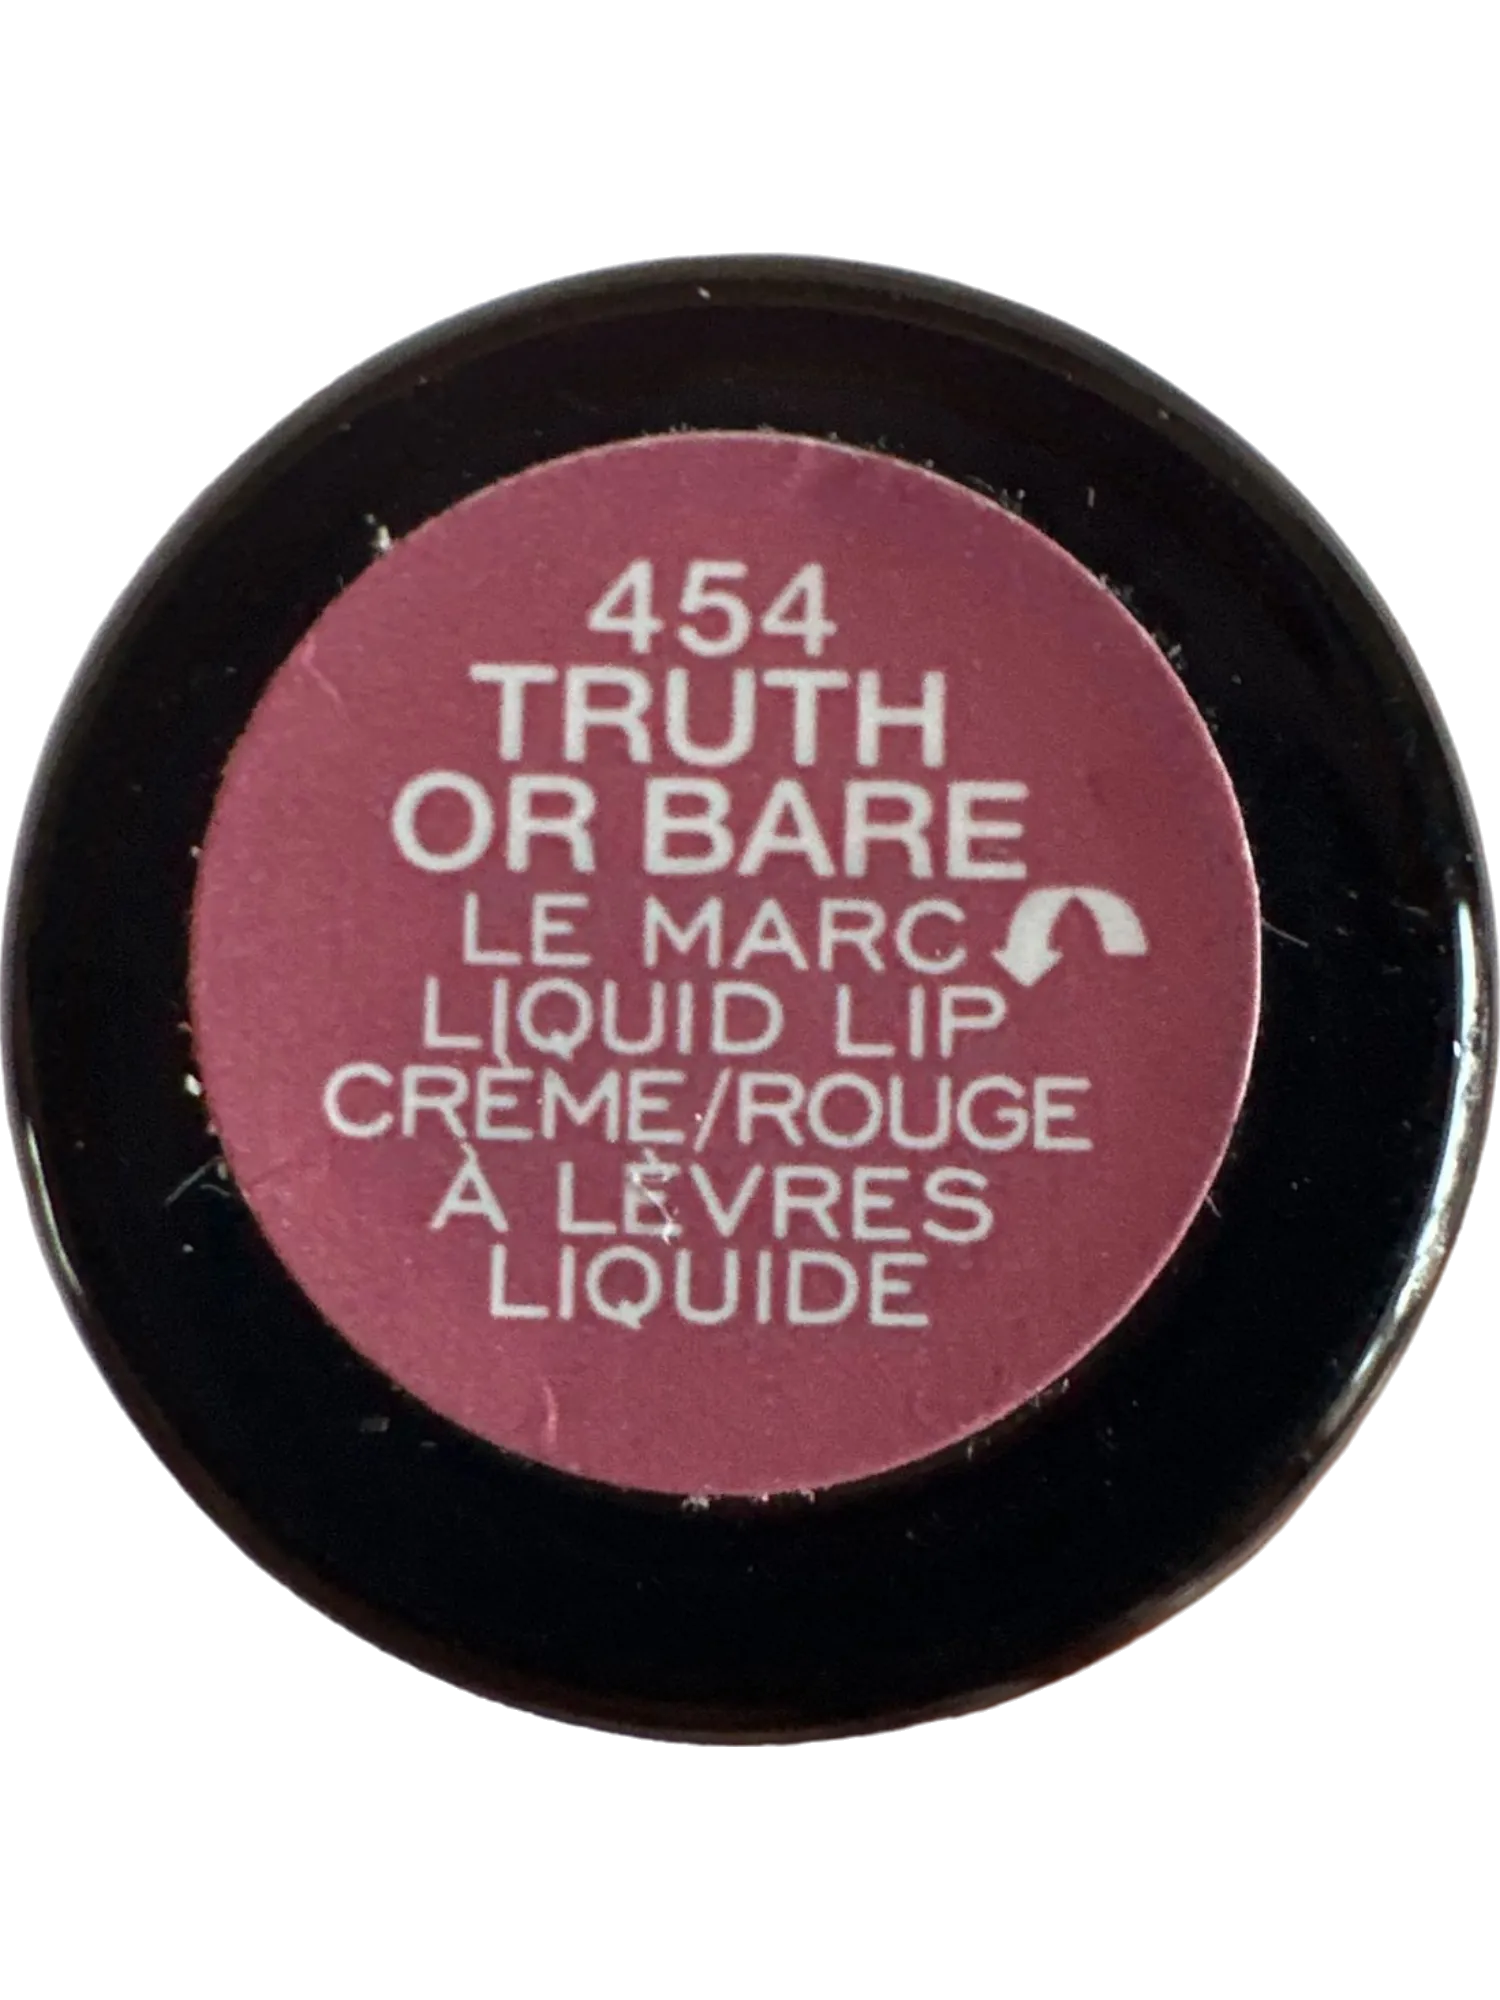 454
TRUTH
OR BARE
LE MARC
LIQUID LIP
CRÈME/ROUGE
À LÈVRES
LIQUIDE